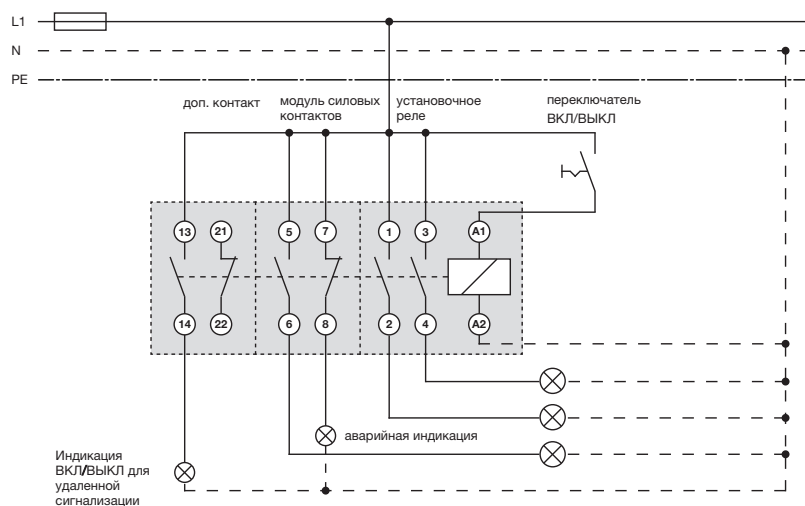 L1
N
PE
доп. контакт
модуль силовых
контактов
установочное
реле
переключатель
ВКЛ/ВЫКЛ
13
21
5
7
1
3
A1
14
22
6
8
2
4
A2
аварийная индикация
Индикация
ВКЛ/ВЫКЛ для
удаленной
сигнализации